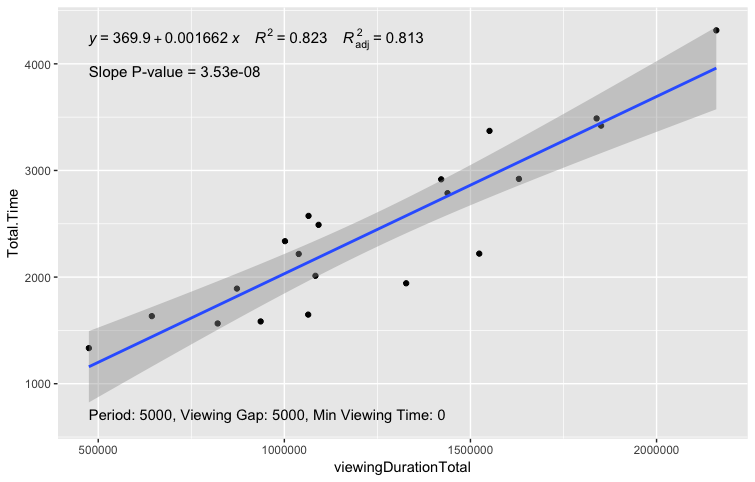 y = 369.9 + 0.001662 x R² = 0.823 R²adj = 0.813
Slope P-value = 3.53e-08
4000
3000
2000
1000
Total.Time
Period: 5000, Viewing Gap: 5000, Min Viewing Time: 0
500000 1000000 1500000 2000000
viewingDurationTotal